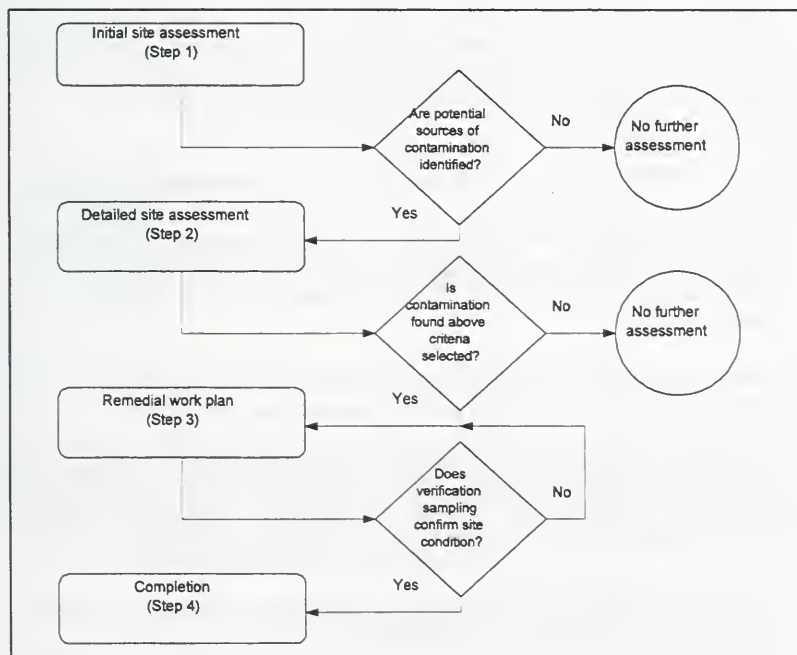 Initial site assessment
(Step 1)
Are potential
sources of
contamination
identified?
No
No further
assessment
Yes
Detailed site assessment
(Step 2)
Is
contamination
found above
critena
selected?
No
No further
assessment
Yes
Remedial work plan
(Step 3)
Does
verification
sampling
confirm site
condition?
No
Yes
Completion
(Step 4)